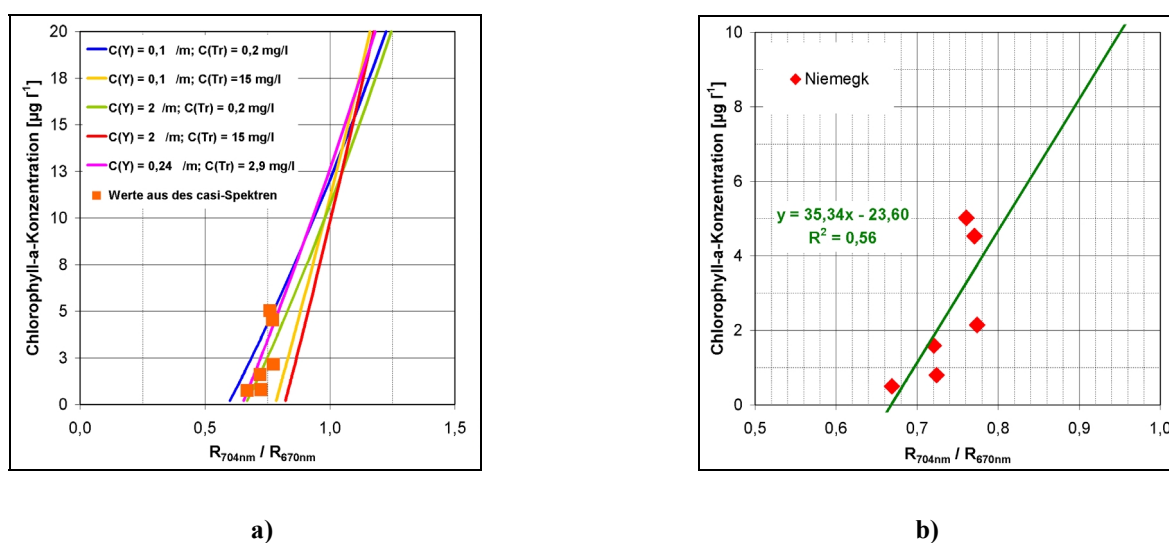 20
18
15
13
10
8
5
3
0
Chlorophyll-a-Konzentration [µg l⁻¹]
C(Y) = 0,1 /m; C(Tr) = 0,2 mg/l
C(Y) = 0,1 /m; C(Tr) =15 mg/l
C(Y) = 2 /m; C(Tr) = 0,2 mg/l
C(Y) = 2 /m; C(Tr) = 15 mg/l
C(Y) = 0,24 /m; C(Tr) = 2,9 mg/l
Werte aus des casi-Spektren
0,0 0,5 1,0 1,5
R704nm / R670nm
a)
10
8
6
4
2
0
Chlorophyll-a-Konzentration [µg l⁻¹]
Niemegk
y = 35,34x - 23,60
R² = 0,56
0,5 0,6 0,7 0,8 0,9 1,0
R704nm / R670nm
b)